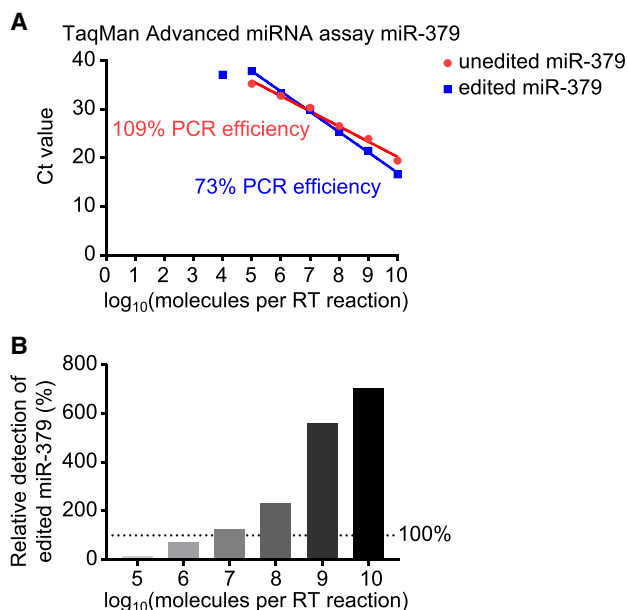 A
TaqMan Advanced miRNA assay miR-379
unedited miR-379
edited miR-379
40
30
20
10
0
Ct value
109% PCR efficiency
73% PCR efficiency
0 1 2 3 4 5 6 7 8 9 10
log10(molecules per RT reaction)
B
800
600
400
200
0
Relative detection of
edited miR-379 (%)
100%
5 6 7 8 9 10
log10(molecules per RT reaction)